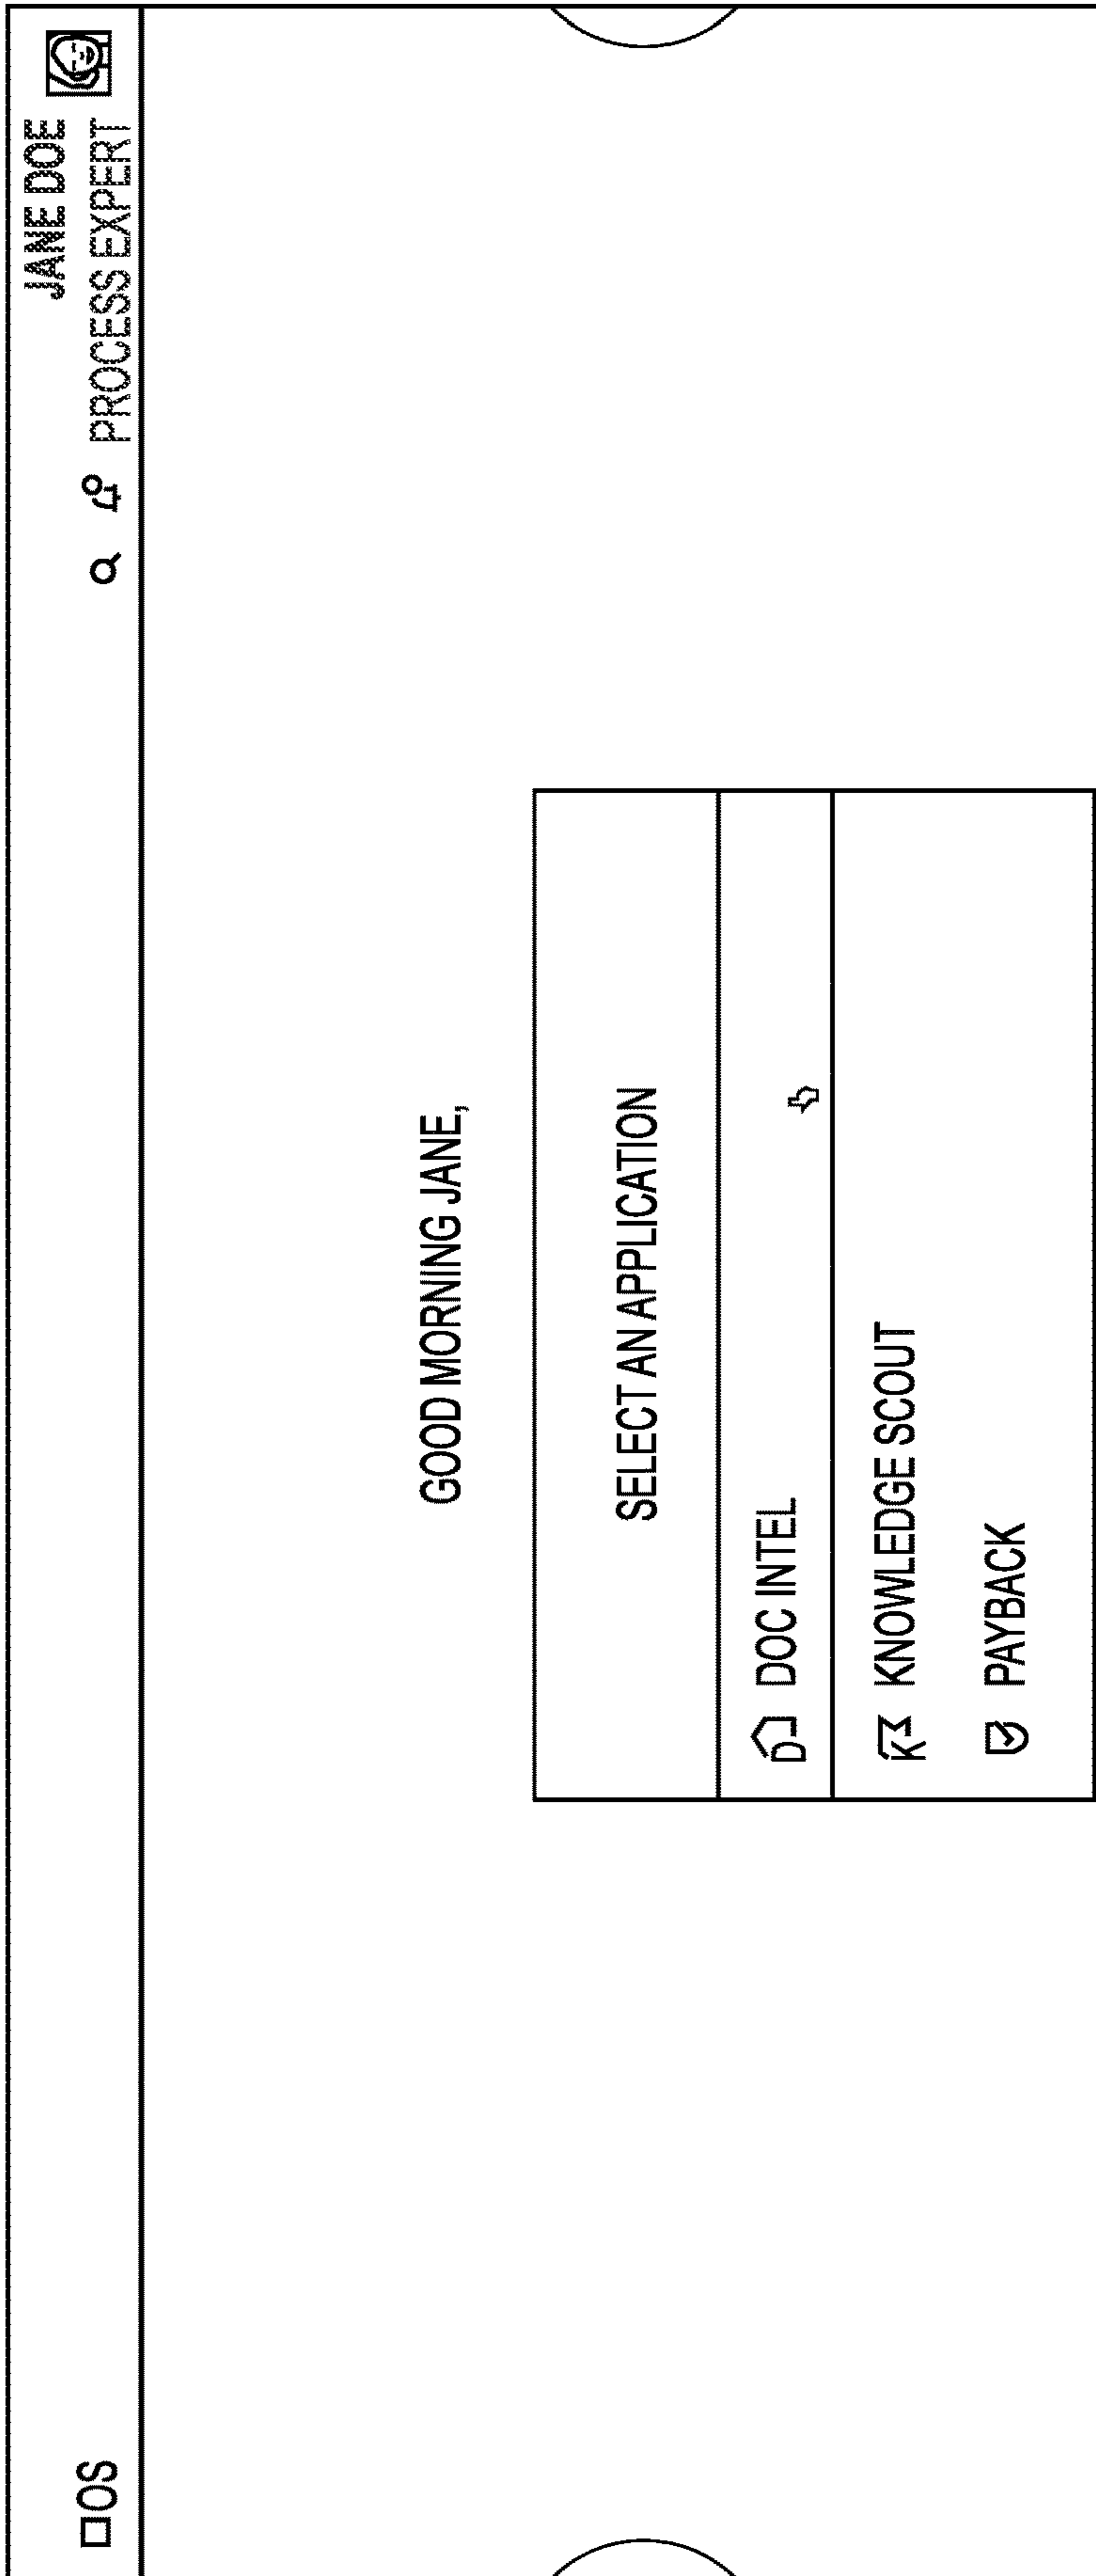 OS
JANE DOE
PROCESS EXPERT
GOOD MORNING JANE,
SELECT AN APPLICATION
D DOC INTEL
K KNOWLEDGE SCOUT
PAYBACK